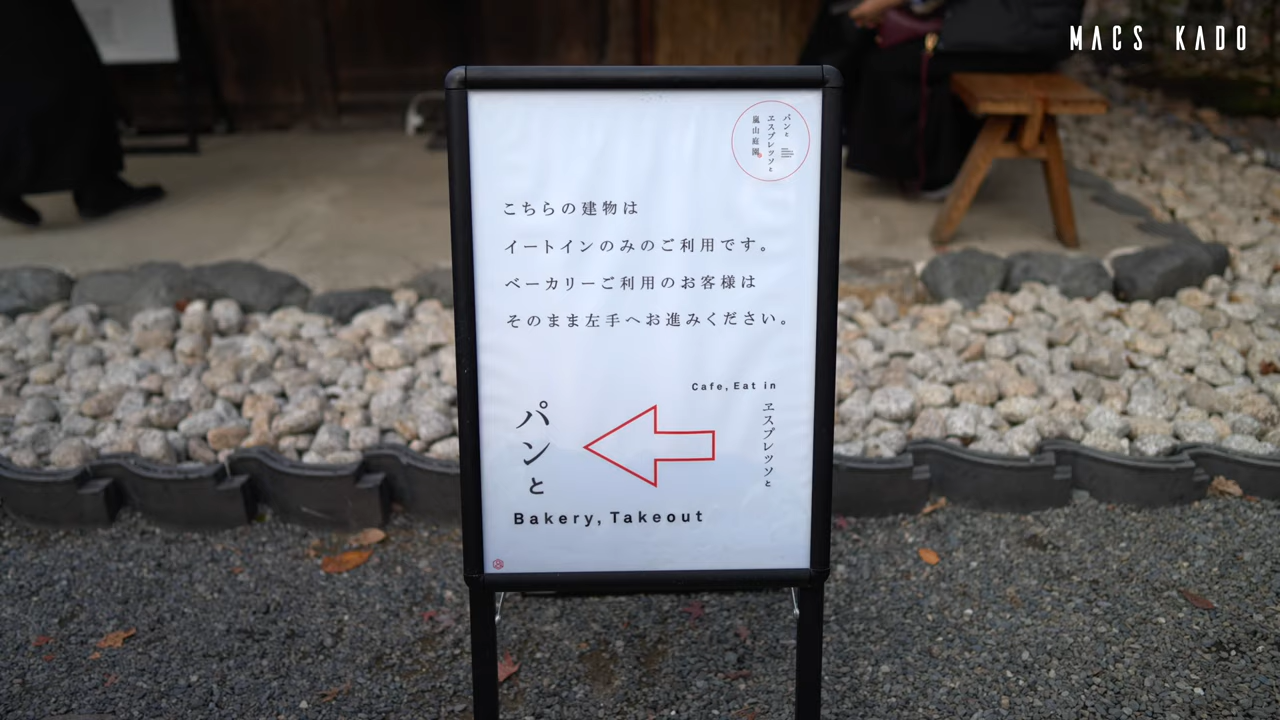 MACS KADO
パンと
ヱスプレッソと
嵐山庭園
こちらの建物は
イートインのみのご利用です。
ベーカリーご利用のお客様は
そのまま左手へお進みください。
Cafe, Eat in
ヱスプレッソと
パンと
Bakery, Takeout